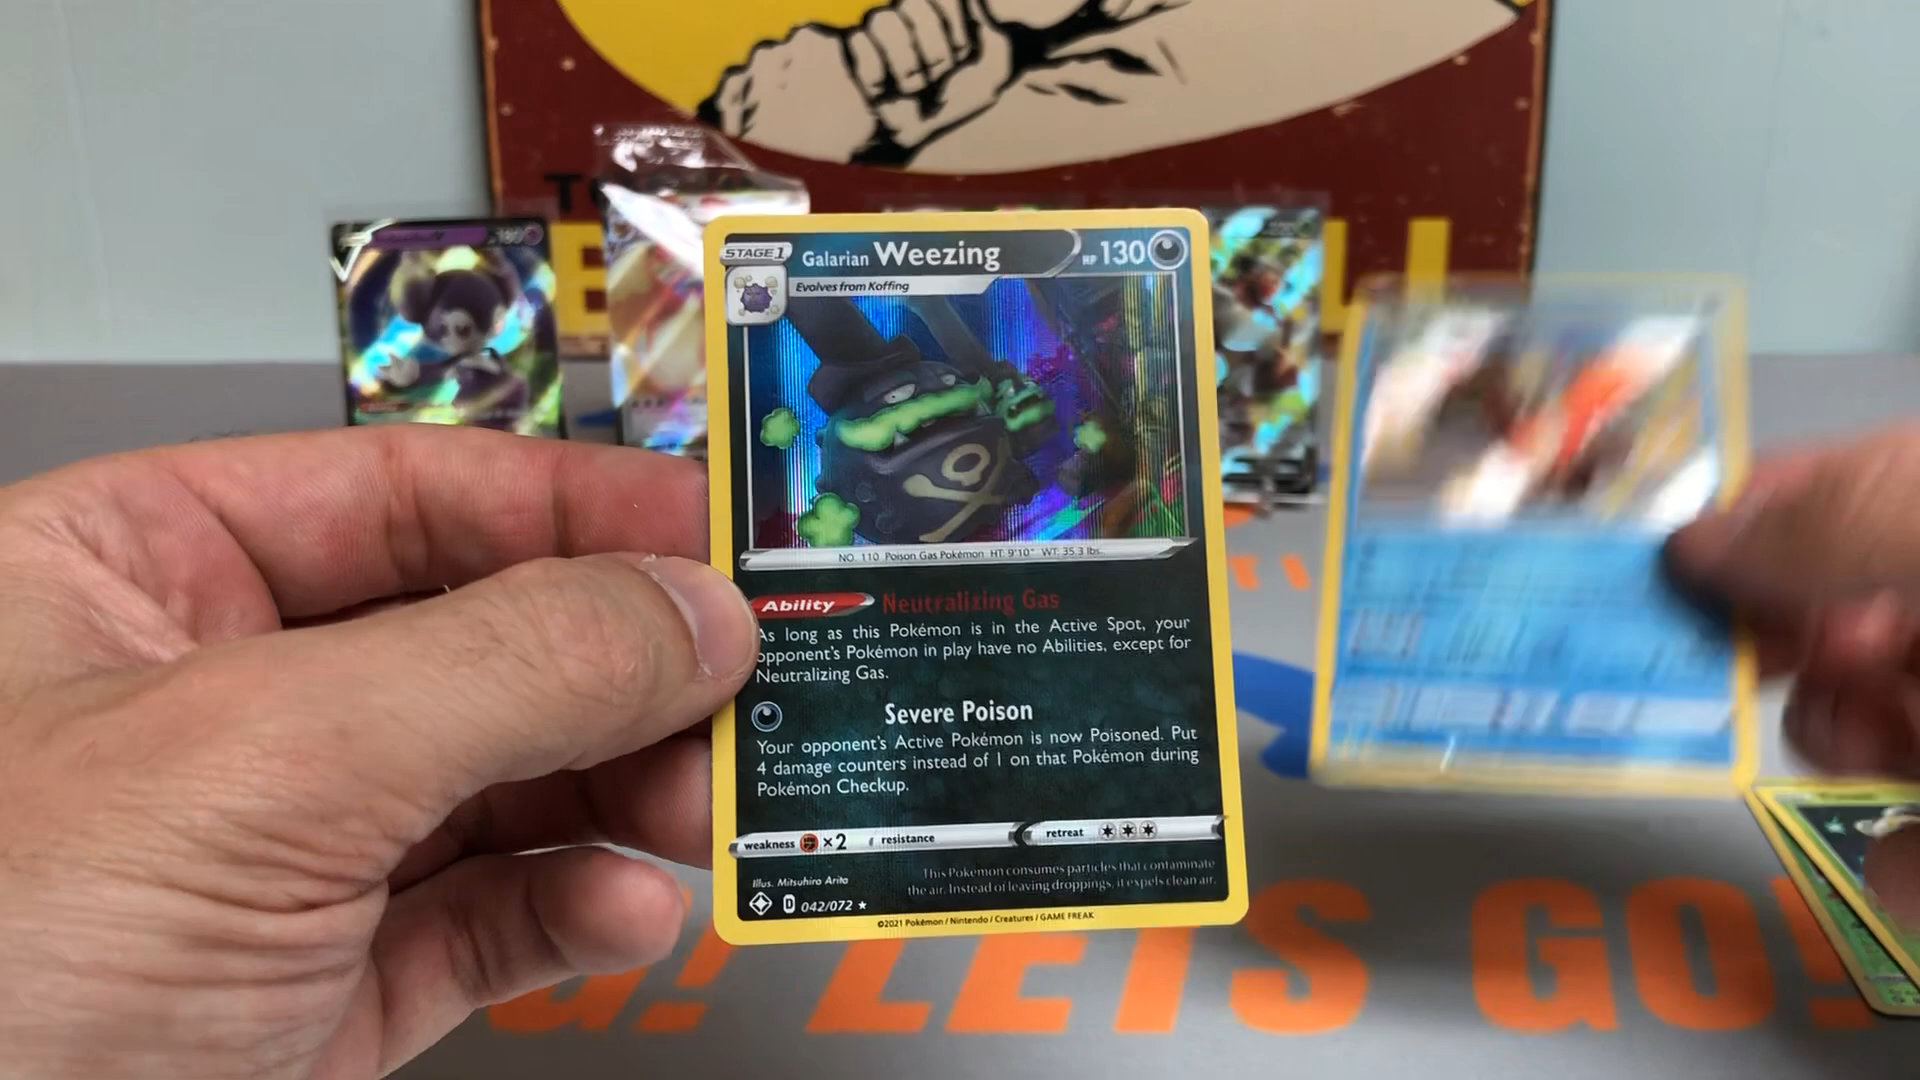 180
STAGE 1
Galarian Weezing
HP 130
Evolves from Koffing
NO. 110 Poison Gas Pokémon HT: 9'10" WT: 35.3 lbs.
Ability Neutralizing Gas
As long as this Pokémon is in the Active Spot, your
opponent's Pokémon in play have no Abilities, except for
Neutralizing Gas.
Severe Poison
Your opponent's Active Pokémon is now Poisoned. Put
4 damage counters instead of 1 on that Pokémon during
Pokémon Checkup.
weakness ×2 resistance retreat
Illus. Mitsuhiro Arita
This Pokémon consumes particles that contaminate
the air. Instead of leaving droppings, it expels clean air.
D 042/072
©2021 Pokémon / Nintendo / Creatures / GAME FREAK
LETS GO!